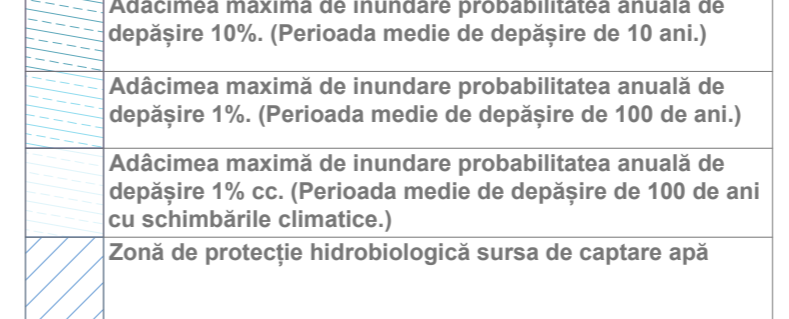 Adâcimea maximă de inundare probabilitatea anuală de
depășire 10%. (Perioada medie de depășire de 10 ani.)
Adâcimea maximă de inundare probabilitatea anuală de
depășire 1%. (Perioada medie de depășire de 100 de ani.)
Adâcimea maximă de inundare probabilitatea anuală de
depășire 1% cc. (Perioada medie de depășire de 100 de ani
cu schimbările climatice.)
Zonă de protecție hidrobiologică sursa de captare apă